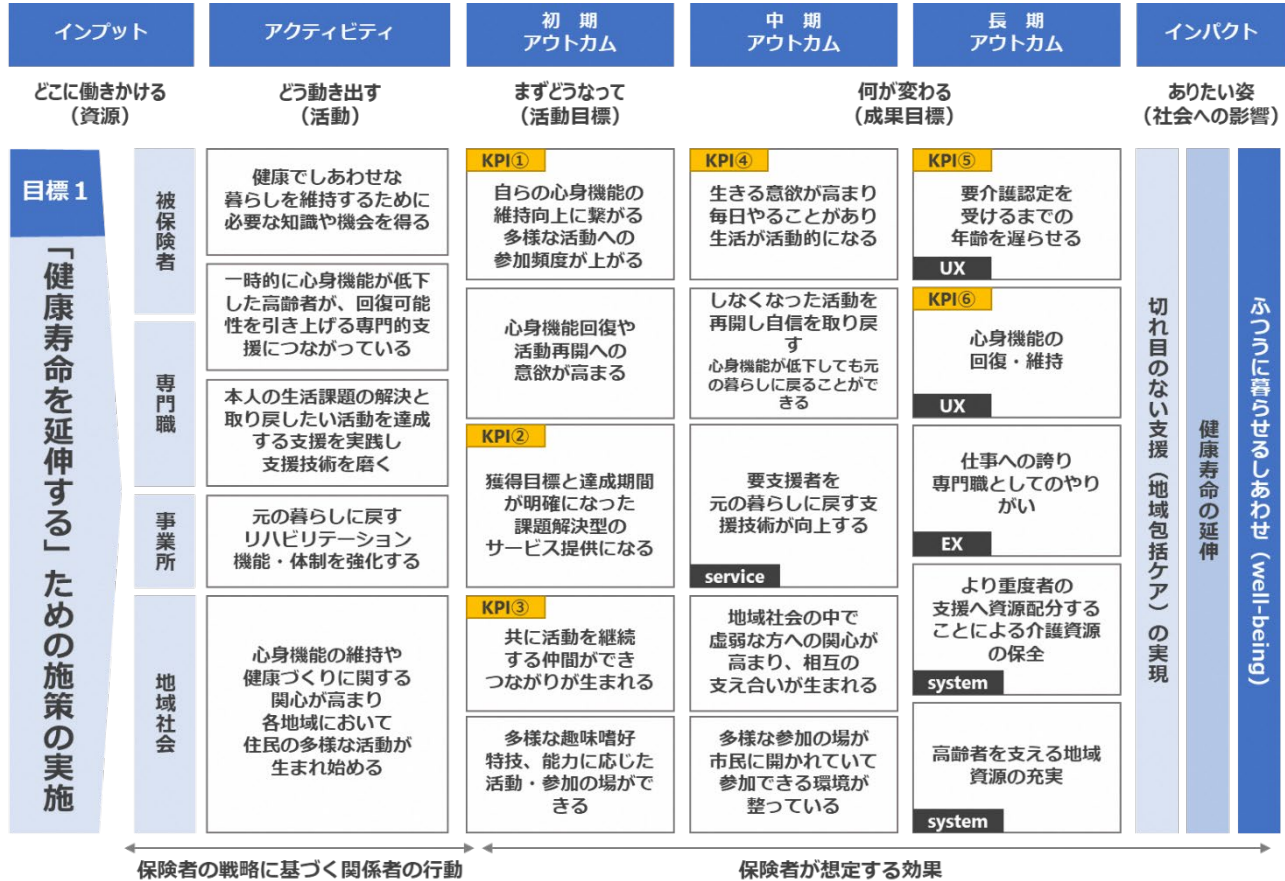 インプット
アクティビティ
初　期
アウトカム
中　期
アウトカム
長　期
アウトカム
インパクト
どこに働きかける
（資源）
どう動き出す
（活動）
まずどうなって
（活動目標）
何が変わる
（成果目標）
ありたい姿
（社会への影響）
目標１
「健康寿命を延伸する」ための施策の実施
被保険者
専門職
事業所
地域社会
健康でしあわせな
暮らしを維持するために
必要な知識や機会を得る
一時的に心身機能が低下
した高齢者が、回復可能
性を引き上げる専門的支
援につながっている
本人の生活課題の解決と
取り戻したい活動を達成
する支援を実践し
支援技術を磨く
元の暮らしに戻す
リハビリテーション
機能・体制を強化する
心身機能の維持や
健康づくりに関する
関心が高まり
各地域において
住民の多様な活動が
生まれ始める
KPI①
自らの心身機能の
維持向上に繋がる
多様な活動への
参加頻度が上がる
心身機能回復や
活動再開への
意欲が高まる
KPI②
獲得目標と達成期間
が明確になった
課題解決型の
サービス提供になる
KPI③
共に活動を継続
する仲間ができ
つながりが生まれる
多様な趣味嗜好
特技、能力に応じた
活動・参加の場がで
きる
KPI④
生きる意欲が高まり
毎日やることがあり
生活が活動的になる
しなくなった活動を
再開し自信を取り戻
す
心身機能が低下しても元
の暮らしに戻ることがで
きる
要支援者を
元の暮らしに戻す支
援技術が向上する
service
地域社会の中で
虚弱な方への関心が
高まり、相互の
支え合いが生まれる
多様な参加の場が
市民に開かれていて
参加できる環境が
整っている
KPI⑤
要介護認定を
受けるまでの
年齢を遅らせる
UX
KPI⑥
心身機能の
回復・維持
UX
仕事への誇り
専門職としてのやり
がい
EX
より重度者の
支援へ資源配分する
ことによる介護資源
の保全
system
高齢者を支える地域
資源の充実
system
切れ目のない支援（地域包括ケア）の実現
健康寿命の延伸
ふつうに暮らせるしあわせ（well-being）
保険者の戦略に基づく関係者の行動
保険者が想定する効果